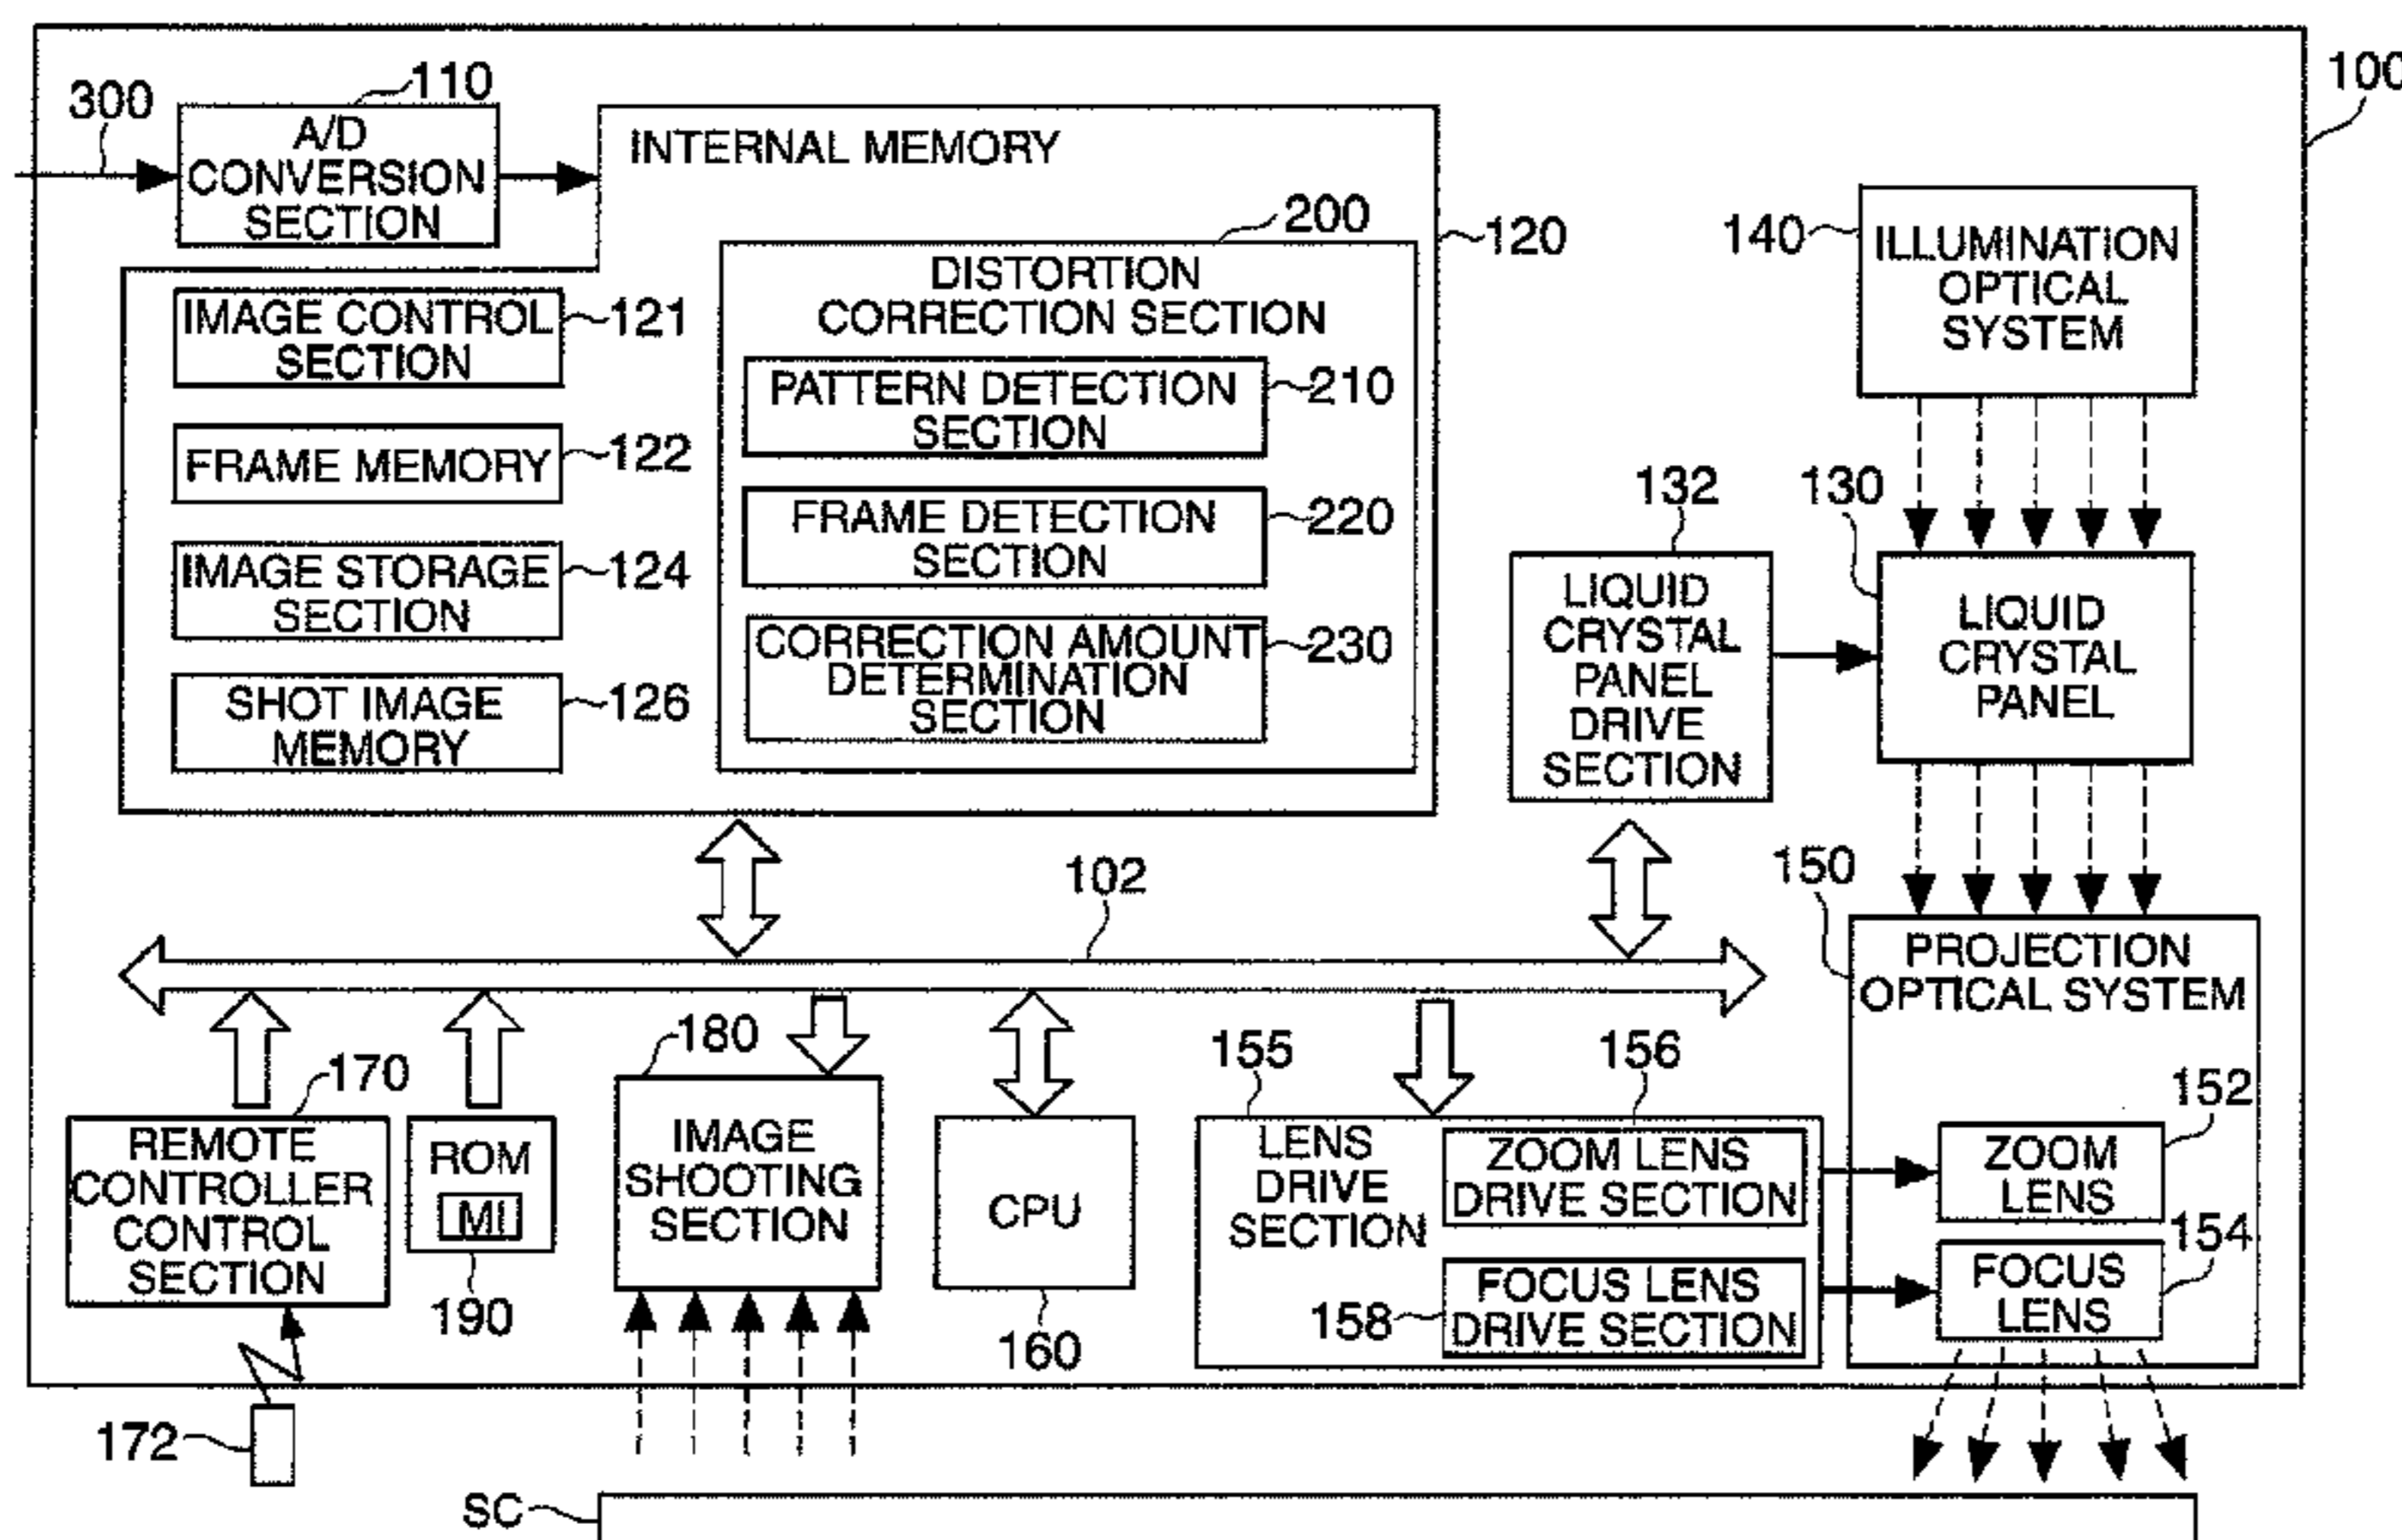 100
300
110
A/D
CONVERSION
SECTION
INTERNAL MEMORY
120
200
DISTORTION
CORRECTION SECTION
IMAGE CONTROL
SECTION
121
FRAME MEMORY
122
IMAGE STORAGE
SECTION
124
SHOT IMAGE
MEMORY
126
PATTERN DETECTION
SECTION
210
FRAME DETECTION
SECTION
220
CORRECTION AMOUNT
DETERMINATION
SECTION
230
140
ILLUMINATION
OPTICAL
SYSTEM
132
LIQUID
CRYSTAL
PANEL
DRIVE
SECTION
130
LIQUID
CRYSTAL
PANEL
102
150
PROJECTION
OPTICAL SYSTEM
170
REMOTE
CONTROLLER
CONTROL
SECTION
ROM
MI
190
180
IMAGE
SHOOTING
SECTION
CPU
160
155
LENS
DRIVE
SECTION
156
ZOOM LENS
DRIVE SECTION
158
FOCUS LENS
DRIVE SECTION
152
ZOOM
LENS
154
FOCUS
LENS
172
SC